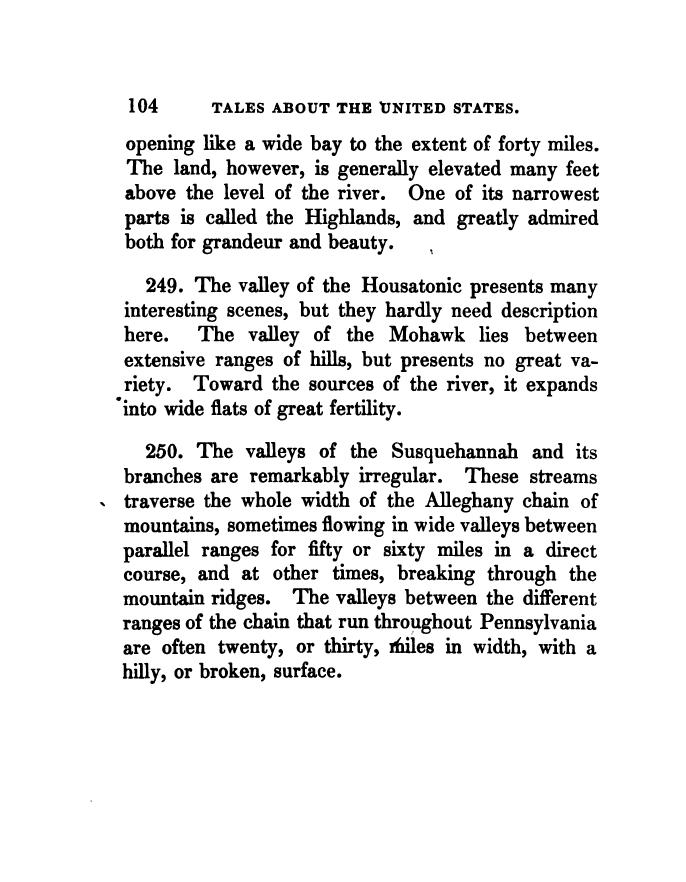 104 TALES ABOUT THE UNITED STATES.
opening like a wide bay to the extent of forty miles.
The land, however, is generally elevated many feet
above the level of the river. One of its narrowest
parts is called the Highlands, and greatly admired
both for grandeur and beauty.
249. The valley of the Housatonic presents many
interesting scenes, but they hardly need description
here. The valley of the Mohawk lies between
extensive ranges of hills, but presents no great va-
riety. Toward the sources of the river, it expands
into wide flats of great fertility.
250. The valleys of the Susquehannah and its
branches are remarkably irregular. These streams
traverse the whole width of the Alleghany chain of
mountains, sometimes flowing in wide valleys between
parallel ranges for fifty or sixty miles in a direct
course, and at other times, breaking through the
mountain ridges. The valleys between the different
ranges of the chain that run throughout Pennsylvania
are often twenty, or thirty, miles in width, with a
hilly, or broken, surface.